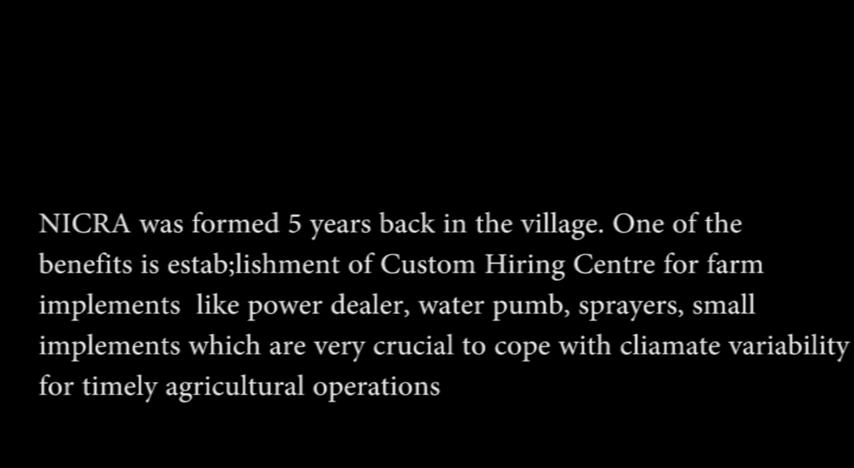 NICRA was formed 5 years back in the village. One of the
benefits is estab;lishment of Custom Hiring Centre for farm
implements  like power dealer, water pumb, sprayers, small
implements which are very crucial to cope with cliamate variability
for timely agricultural operations